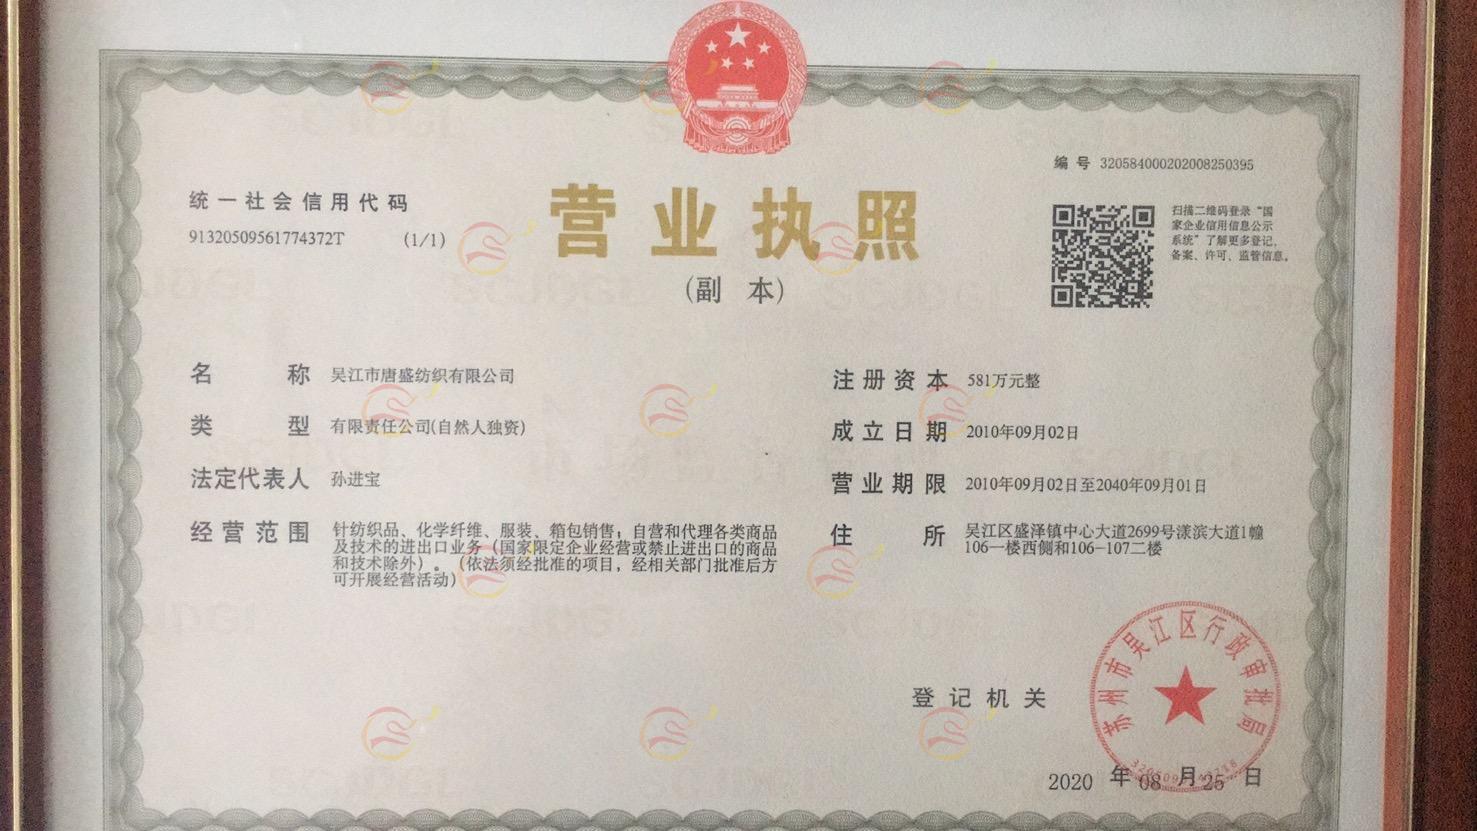 编号 320584000202008250395
统一社会信用代码
91320509561774372T (1/1)
营业执照
(副 本)
扫描二维码登录“国
家企业信用信息公示
系统”了解更多登记、
备案、许可、监管信息。
名称 吴江市唐盛纺织有限公司
类型 有限责任公司(自然人独资)
法定代表人 孙进宝
经营范围 针纺织品、化学纤维、服装、箱包销售；自营和代理各类商品
及技术的进出口业务（国家限定企业经营或禁止进出口的商品
和技术除外）。（依法须经批准的项目，经相关部门批准后方
可开展经营活动）
注册资本 581万元整
成立日期 2010年09月02日
营业期限 2010年09月02日至2040年09月01日
住所 吴江区盛泽镇中心大道2699号漾滨大道1幢
106一楼西侧和106-107二楼
登记机关
苏州市吴江区行政审批局
2020 年 08 月 25 日